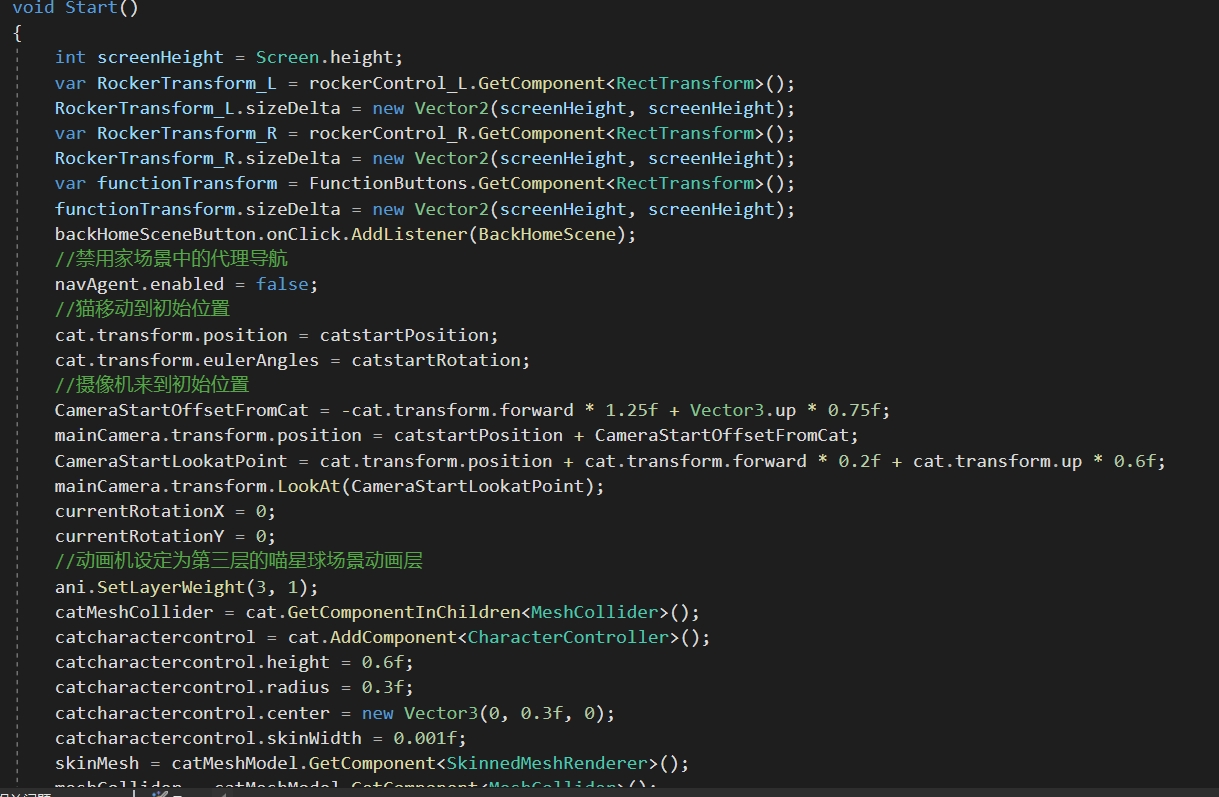 void Start()
{
int screenHeight = Screen.height;
var RockerTransform_L = rockerControl_L.GetComponent<RectTransform>();
RockerTransform_L.sizeDelta = new Vector2(screenHeight, screenHeight);
var RockerTransform_R = rockerControl_R.GetComponent<RectTransform>();
RockerTransform_R.sizeDelta = new Vector2(screenHeight, screenHeight);
var functionTransform = FunctionButtons.GetComponent<RectTransform>();
functionTransform.sizeDelta = new Vector2(screenHeight, screenHeight);
backHomeSceneButton.onClick.AddListener(BackHomeScene);
//禁用家场景中的代理导航
navAgent.enabled = false;
//猫移动到初始位置
cat.transform.position = catstartPosition;
cat.transform.eulerAngles = catstartRotation;
//摄像机来到初始位置
CameraStartOffsetFromCat = -cat.transform.forward * 1.25f + Vector3.up * 0.75f;
mainCamera.transform.position = catstartPosition + CameraStartOffsetFromCat;
CameraStartLookatPoint = cat.transform.position + cat.transform.forward * 0.2f + cat.transform.up * 0.6f;
mainCamera.transform.LookAt(CameraStartLookatPoint);
currentRotationX = 0;
currentRotationY = 0;
//动画机设定为第三层的喵星球场景动画层
ani.SetLayerWeight(3, 1);
catMeshCollider = cat.GetComponentInChildren<MeshCollider>();
catcharactercontrol = cat.AddComponent<CharacterController>();
catcharactercontrol.height = 0.6f;
catcharactercontrol.radius = 0.3f;
catcharactercontrol.center = new Vector3(0, 0.3f, 0);
catcharactercontrol.skinWidth = 0.001f;
skinMesh = catMeshModel.GetComponent<SkinnedMeshRenderer>();
meshCollider = catMeshModel.GetComponent<MeshCollider>();